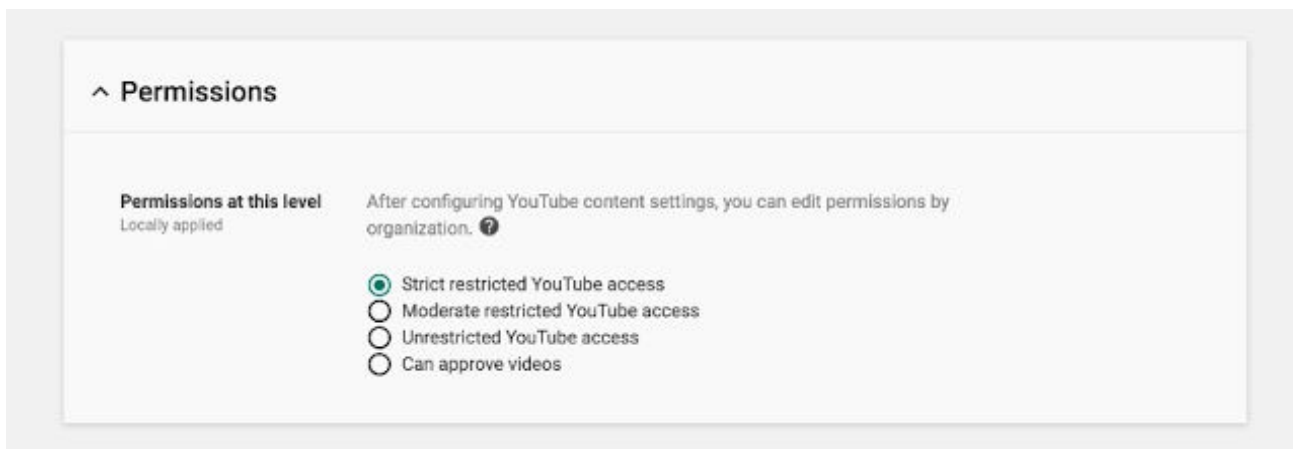 Permissions
Permissions at this level
Locally applied
After configuring YouTube content settings, you can edit permissions by
organization.
Strict restricted YouTube access
Moderate restricted YouTube access
Unrestricted YouTube access
Can approve videos